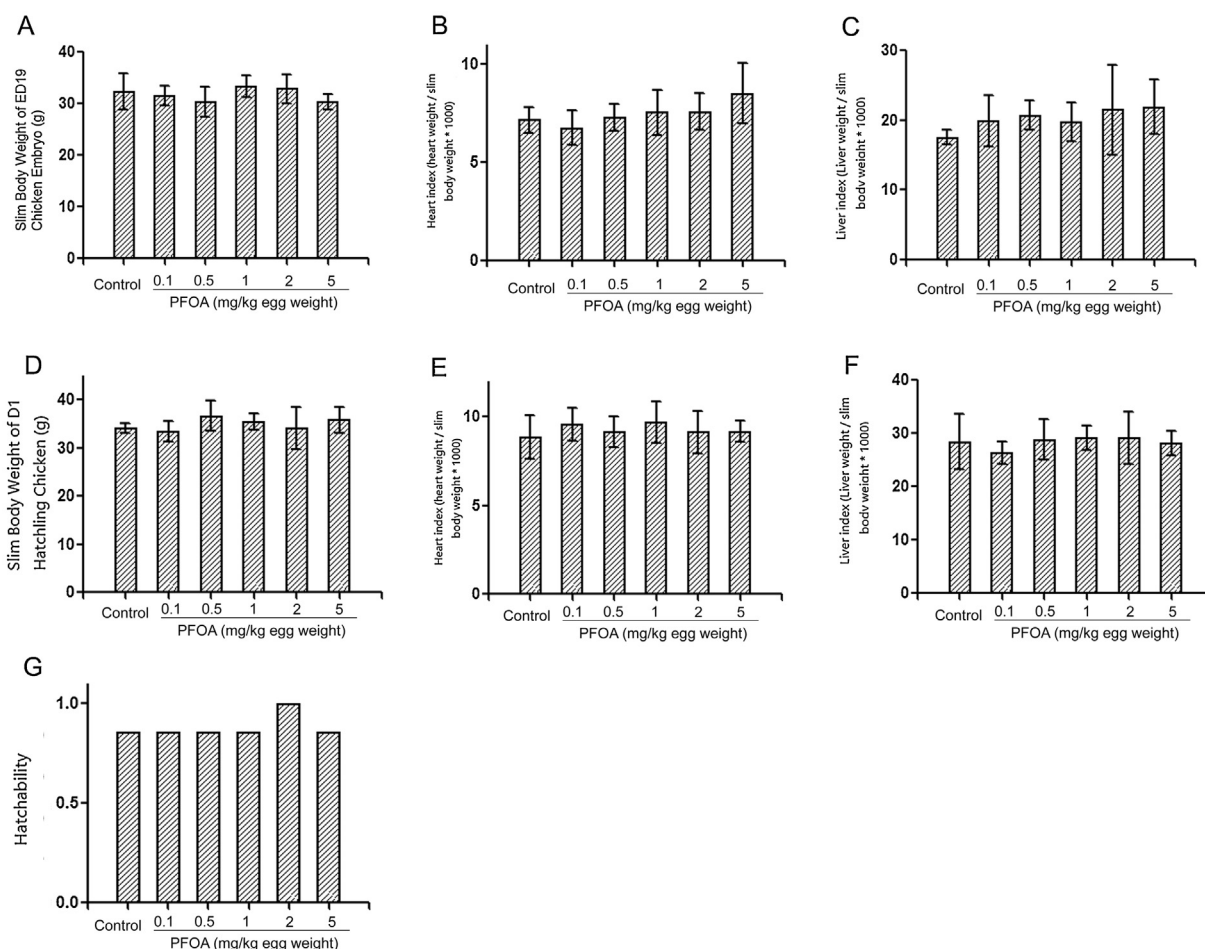 A
Slim Body Weight of ED19
Chicken Embryo (g)
40
30
20
10
0
Control
0.1 0.5 1 2 5
PFOA (mg/kg egg weight)
B
Heart index (heart weight / slim
body weight * 1000)
10
5
0
Control
0.1 0.5 1 2 5
PFOA (mg/kg egg weight)
C
Liver index (Liver weight / slim
body weight * 1000)
30
20
10
0
Control
0.1 0.5 1 2 5
PFOA (mg/kg egg weight)
D
Slim Body Weight of D1
Hatchling Chicken (g)
40
30
20
10
0
Control
0.1 0.5 1 2 5
PFOA (mg/kg egg weight)
E
Heart index (heart weight / slim
body weight * 1000)
10
5
0
Control
0.1 0.5 1 2 5
PFOA (mg/kg egg weight)
F
Liver index (Liver weight / slim
body weight * 1000)
40
30
20
10
0
Control
0.1 0.5 1 2 5
PFOA (mg/kg egg weight)
G
Hatchability
1.0
0.5
0.0
Control
0.1 0.5 1 2 5
PFOA (mg/kg egg weight)